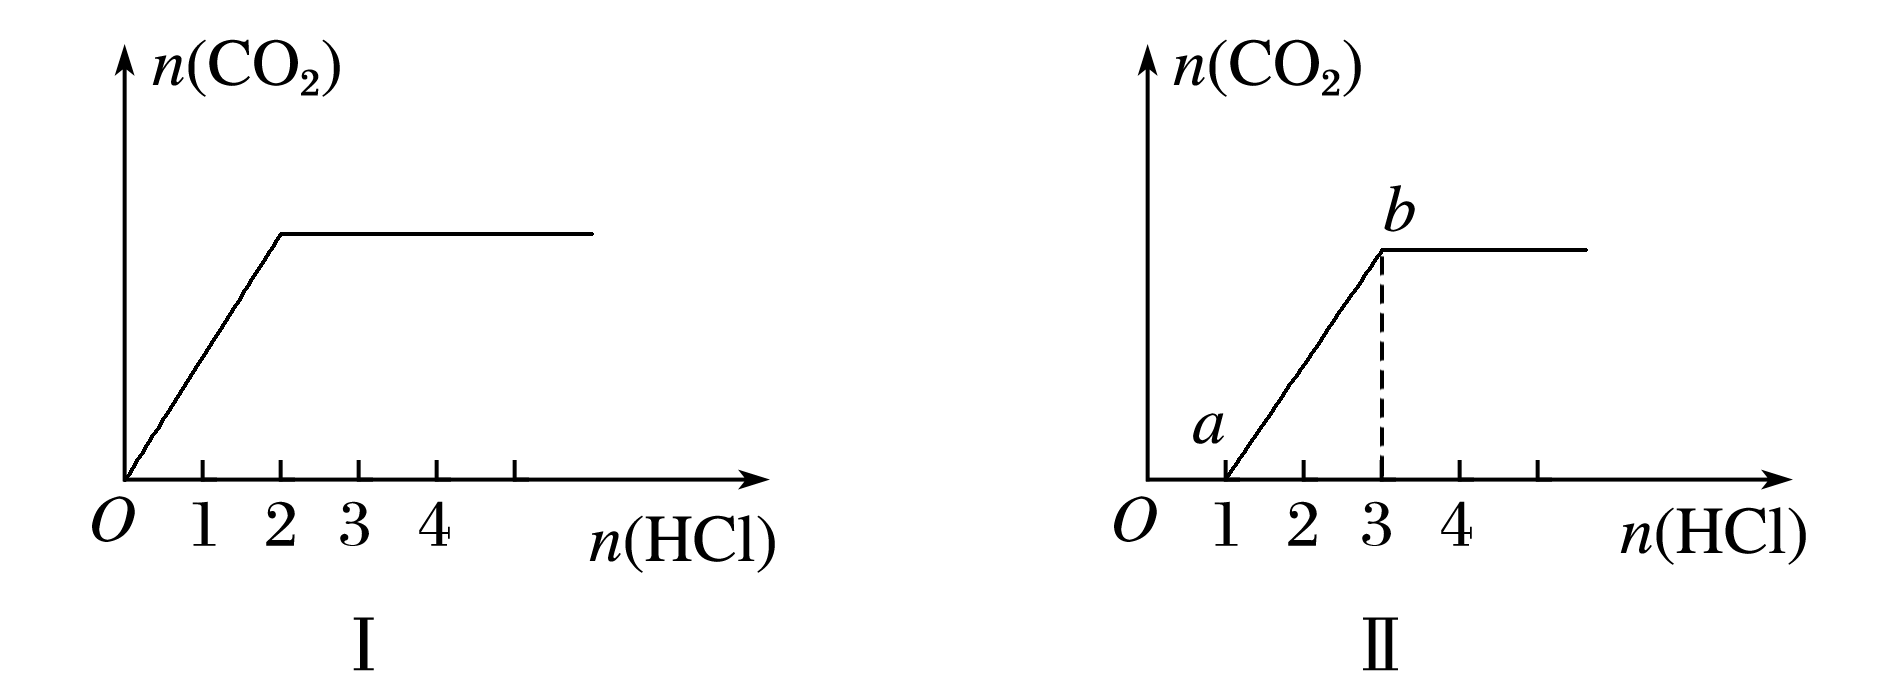 n(CO₂)
O 1 2 3 4 n(HCl)
I
n(CO₂)
b
a
O 1 2 3 4 n(HCl)
II